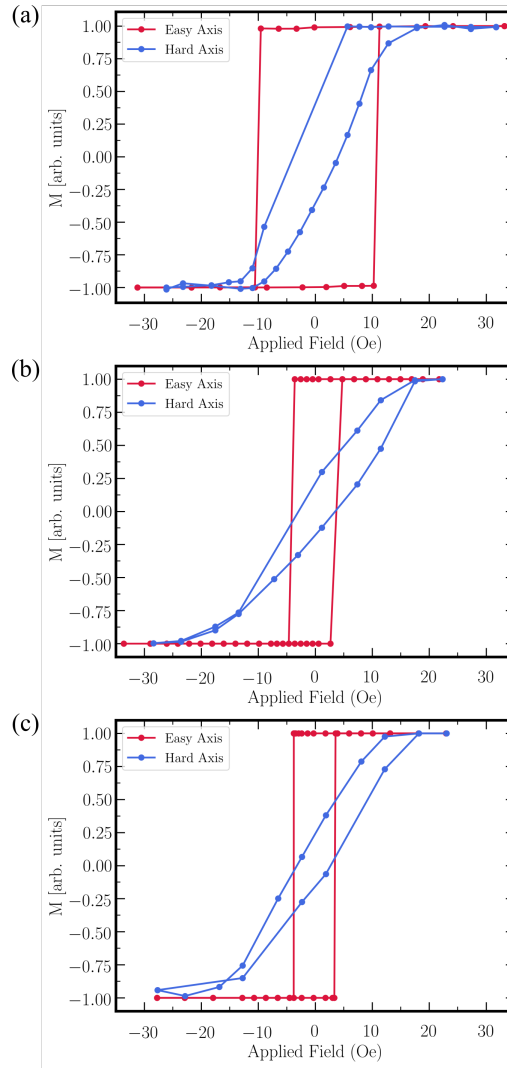 (a)
Easy Axis
Hard Axis
1.00
0.75
0.50
0.25
0.00
−0.25
−0.50
−0.75
−1.00
M [arb. units]
−30 −20 −10 0 10 20 30
Applied Field (Oe)
(b)
Easy Axis
Hard Axis
1.00
0.75
0.50
0.25
0.00
−0.25
−0.50
−0.75
−1.00
M [arb. units]
−30 −20 −10 0 10 20 30
Applied Field (Oe)
(c)
Easy Axis
Hard Axis
1.00
0.75
0.50
0.25
0.00
−0.25
−0.50
−0.75
−1.00
M [arb. units]
−30 −20 −10 0 10 20 30
Applied Field (Oe)